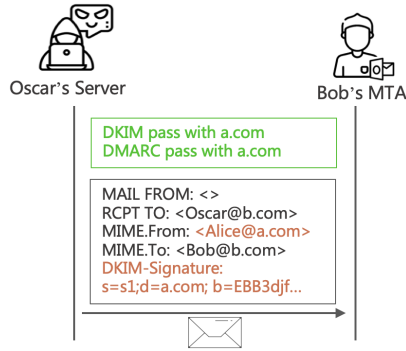 Oscar's Server
Bob's MTA
DKIM pass with a.com
DMARC pass with a.com
MAIL FROM: <>
RCPT TO: <Oscar@b.com>
MIME.From: <Alice@a.com>
MIME.To: <Bob@b.com>
DKIM-Signature:
s=s1;d=a.com; b=EBB3djf...